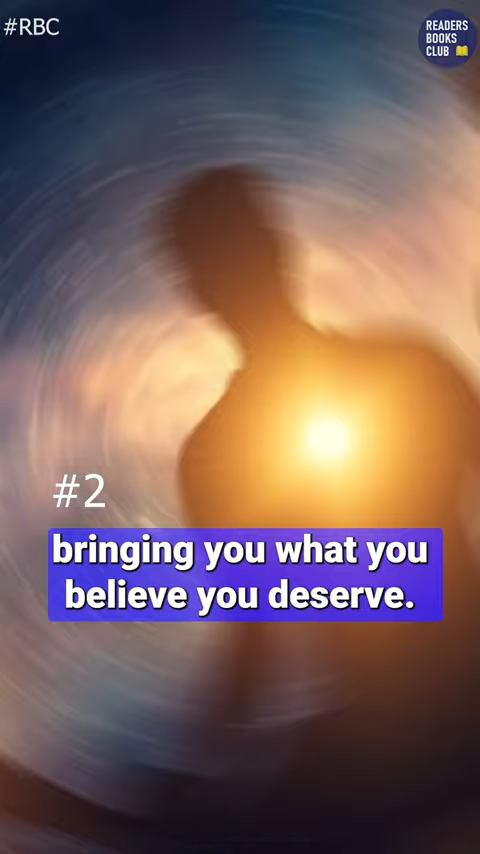 #RBC
READERS
BOOKS
CLUB
#2
bringing you what you
believe you deserve.